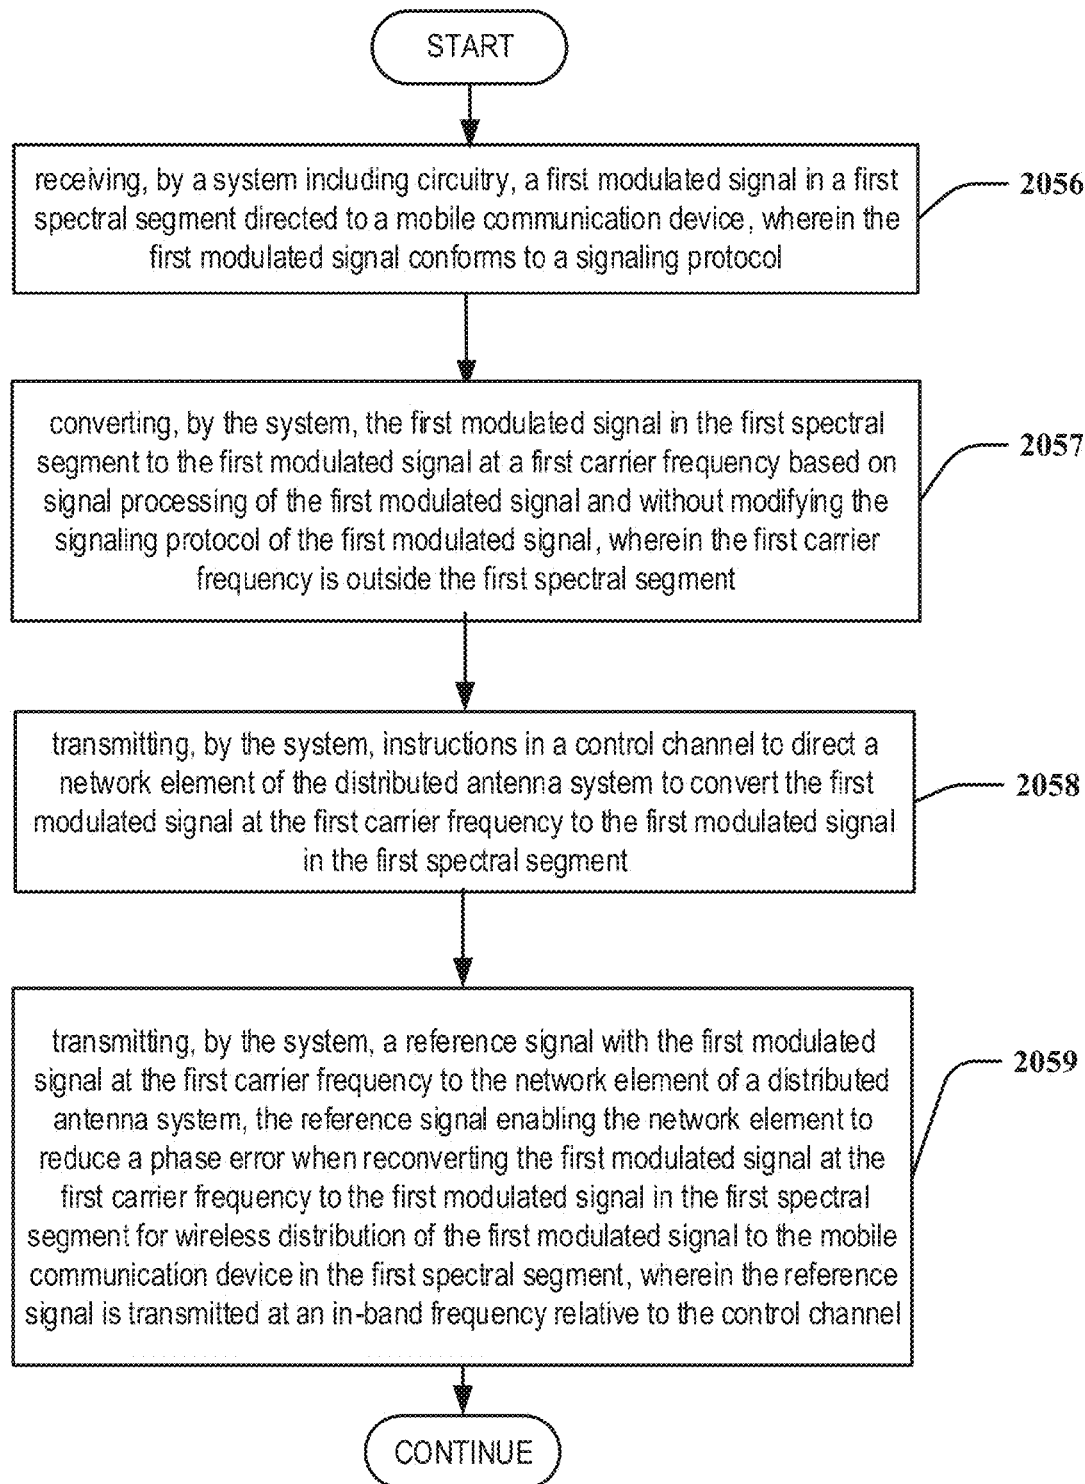 START
receiving, by a system including circuitry, a first modulated signal in a first
spectral segment directed to a mobile communication device, wherein the
first modulated signal conforms to a signaling protocol
2056
converting, by the system, the first modulated signal in the first spectral
segment to the first modulated signal at a first carrier frequency based on
signal processing of the first modulated signal and without modifying the
signaling protocol of the first modulated signal, wherein the first carrier
frequency is outside the first spectral segment
2057
transmitting, by the system, instructions in a control channel to direct a
network element of the distributed antenna system to convert the first
modulated signal at the first carrier frequency to the first modulated signal
in the first spectral segment
2058
transmitting, by the system, a reference signal with the first modulated
signal at the first carrier frequency to the network element of a distributed
antenna system, the reference signal enabling the network element to
reduce a phase error when reconverting the first modulated signal at the
first carrier frequency to the first modulated signal in the first spectral
segment for wireless distribution of the first modulated signal to the mobile
communication device in the first spectral segment, wherein the reference
signal is transmitted at an in-band frequency relative to the control channel
2059
CONTINUE